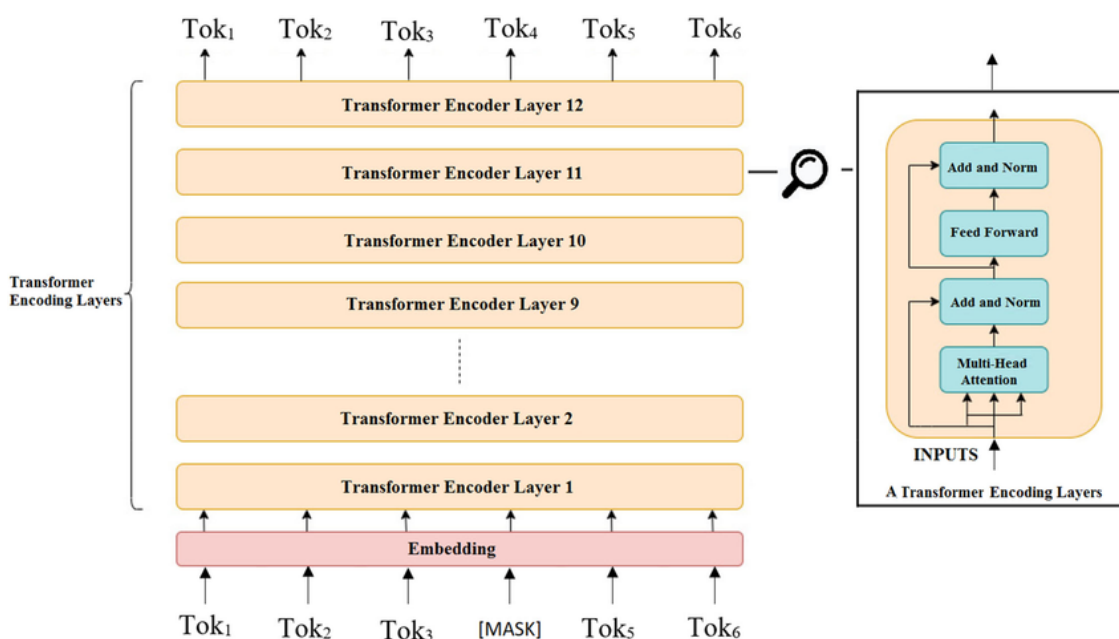 Tok₁ Tok₂ Tok₃ Tok₄ Tok₅ Tok₆
Transformer Encoder Layer 12
Transformer Encoder Layer 11
Transformer Encoder Layer 10
Transformer Encoder Layer 9
Transformer Encoder Layer 2
Transformer Encoder Layer 1
Embedding
Tok₁ Tok₂ Tok₃ [MASK] Tok₅ Tok₆
Transformer
Encoding Layers
Add and Norm
Feed Forward
Add and Norm
Multi-Head
Attention
INPUTS
A Transformer Encoding Layers